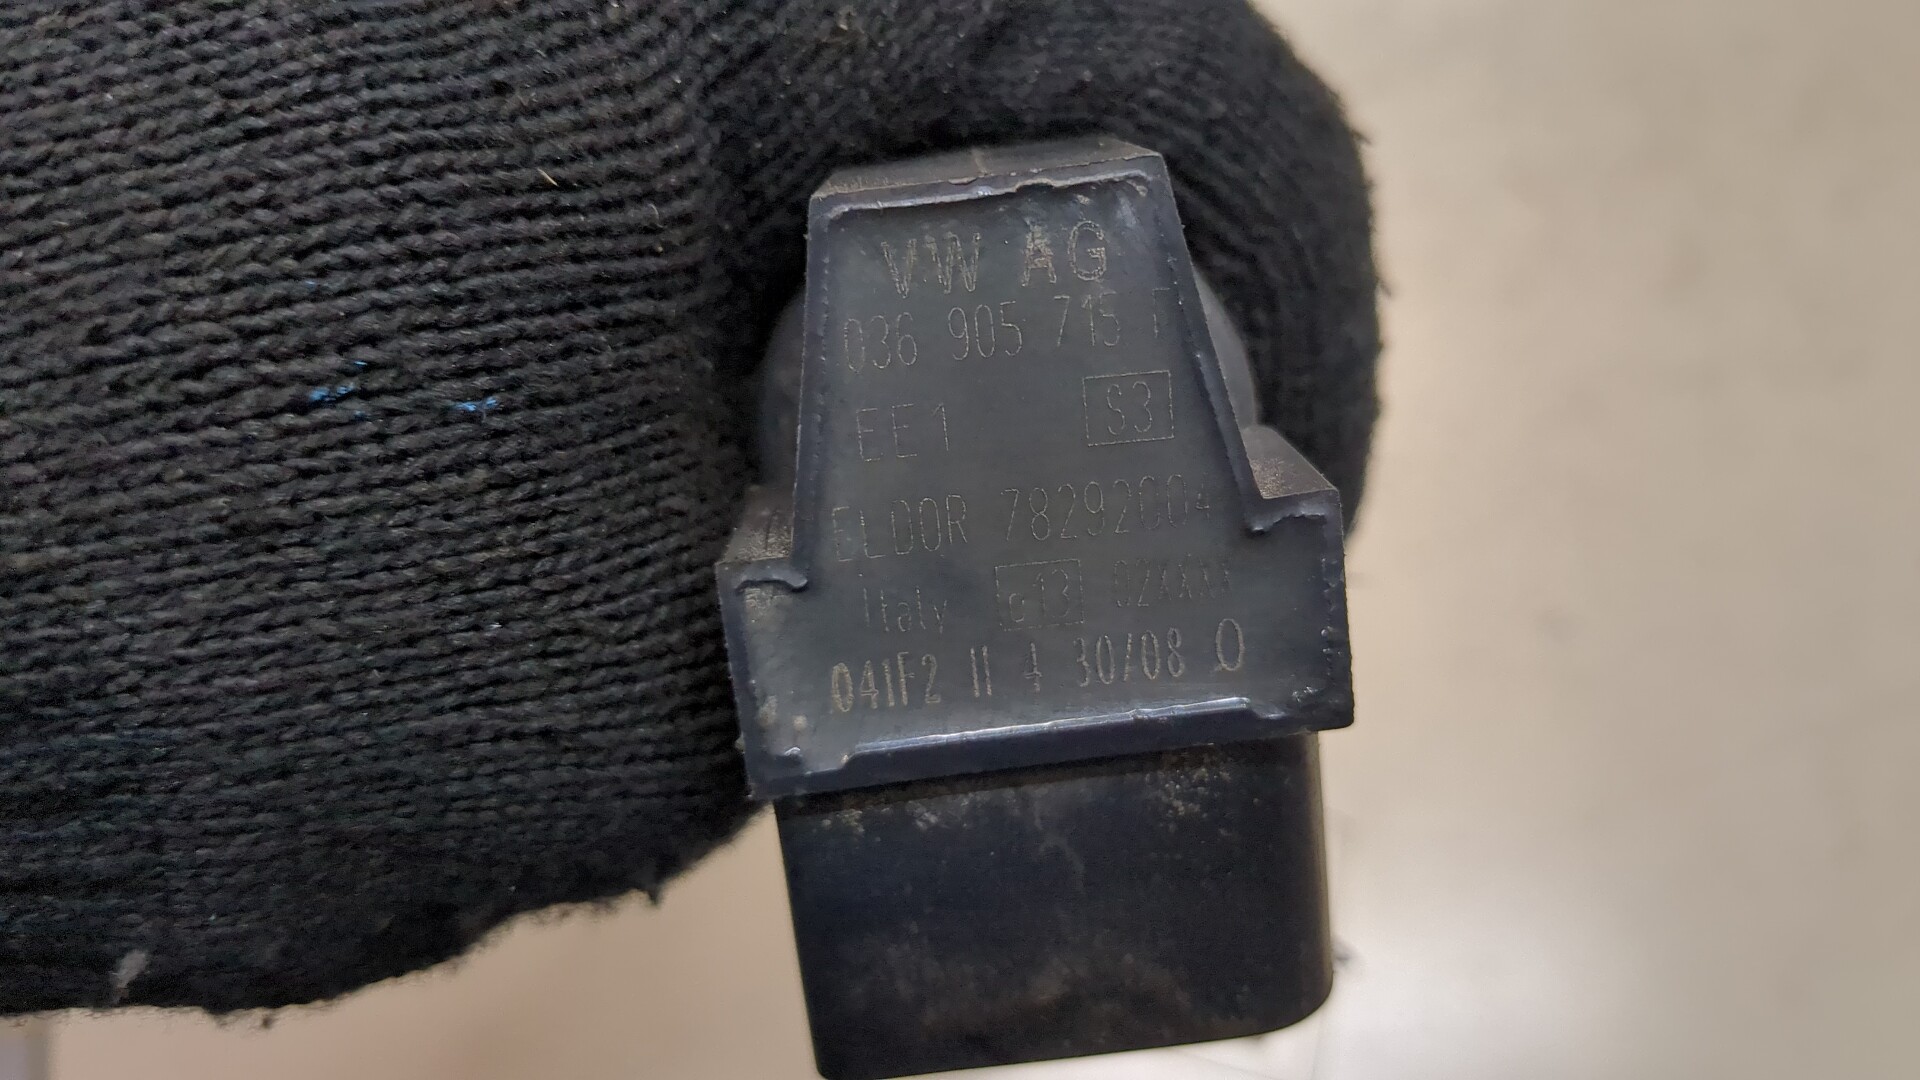 VW AG
036 905 715 F
EE1 S3
ELDOR 78292004
Italy e13
041F2 11 4 30/08 0